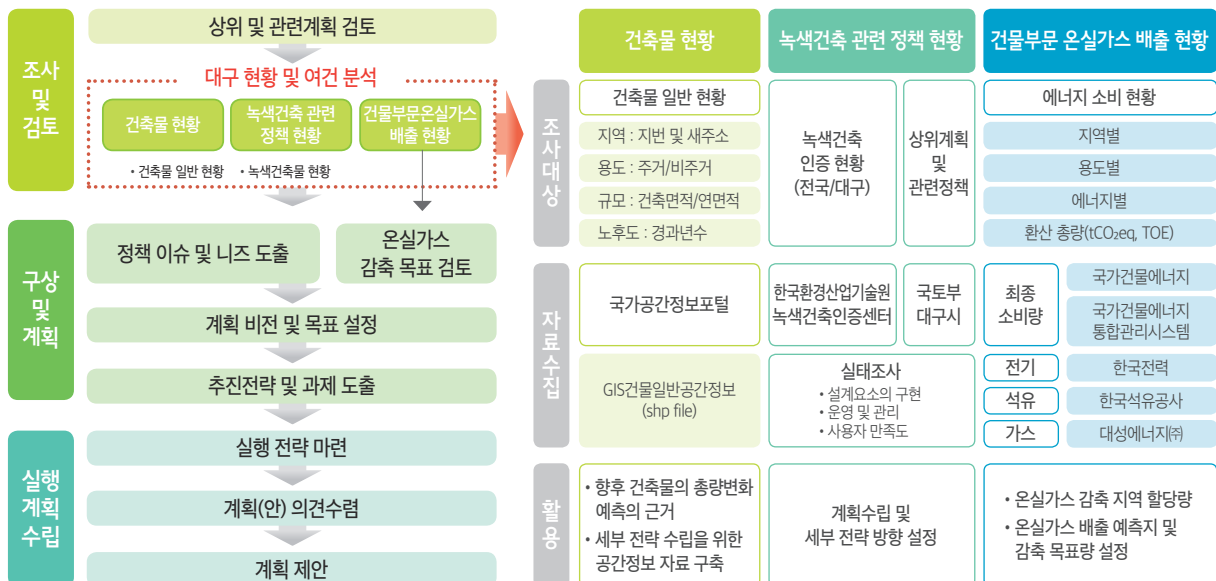 조사
및
검토
상위 및 관련계획 검토
대구 현황 및 여건 분석
건축물 현황
녹색건축 관련
정책 현황
건물부문온실가스
배출 현황
• 건축물 일반 현황
• 녹색건축물 현황
구상
및
계획
정책 이슈 및 니즈 도출
온실가스
감축 목표 검토
계획 비전 및 목표 설정
추진전략 및 과제 도출
실행
계획
수립
실행 전략 마련
계획(안) 의견수렴
계획 제안
건축물 현황
녹색건축 관련 정책 현황
건물부문 온실가스 배출 현황
조사대상
건축물 일반 현황
지역 : 지번 및 새주소
용도 : 주거/비주거
규모 : 건축면적/연면적
노후도 : 경과년수
녹색건축
인증 현황
(전국/대구)
상위계획
및
관련정책
에너지 소비 현황
지역별
용도별
에너지별
환산 총량(tCO₂eq, TOE)
자료수집
국가공간정보포털
GIS건물일반공간정보
(shp file)
한국환경산업기술원
녹색건축인증센터
국토부
대구시
실태조사
• 설계요소의 구현
• 운영 및 관리
• 사용자 만족도
최종
소비량
국가건물에너지
국가건물에너지
통합관리시스템
전기
한국전력
석유
한국석유공사
가스
대성에너지㈜
활용
• 향후 건축물의 총량변화
예측의 근거
• 세부 전략 수립을 위한
공간정보 자료 구축
계획수립 및
세부 전략 방향 설정
• 온실가스 감축 지역 할당량
• 온실가스 배출 예측지 및
감축 목표량 설정